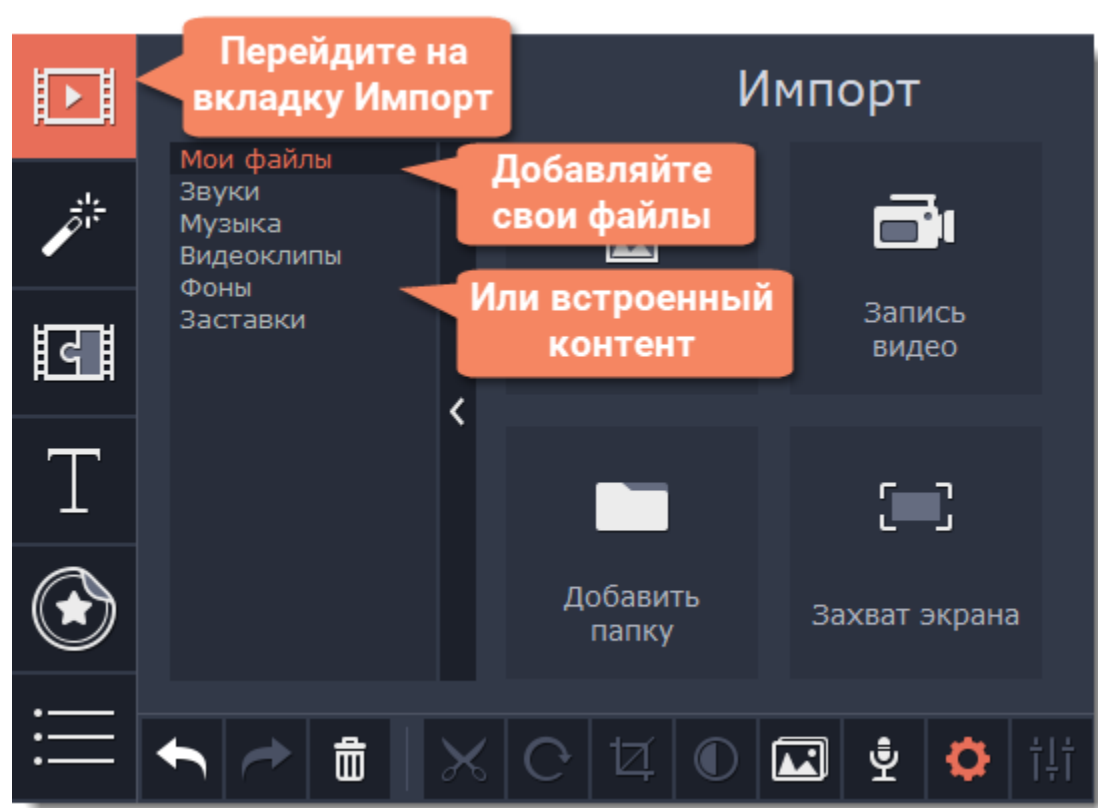 Перейдите на
вкладку Импорт
Импорт
Мои файлы
Звуки
Музыка
Видеоклипы
Фоны
Заставки
Добавляйте
свои файлы
Или встроенный
контент
Запись
видео
Добавить
папку
Захват экрана